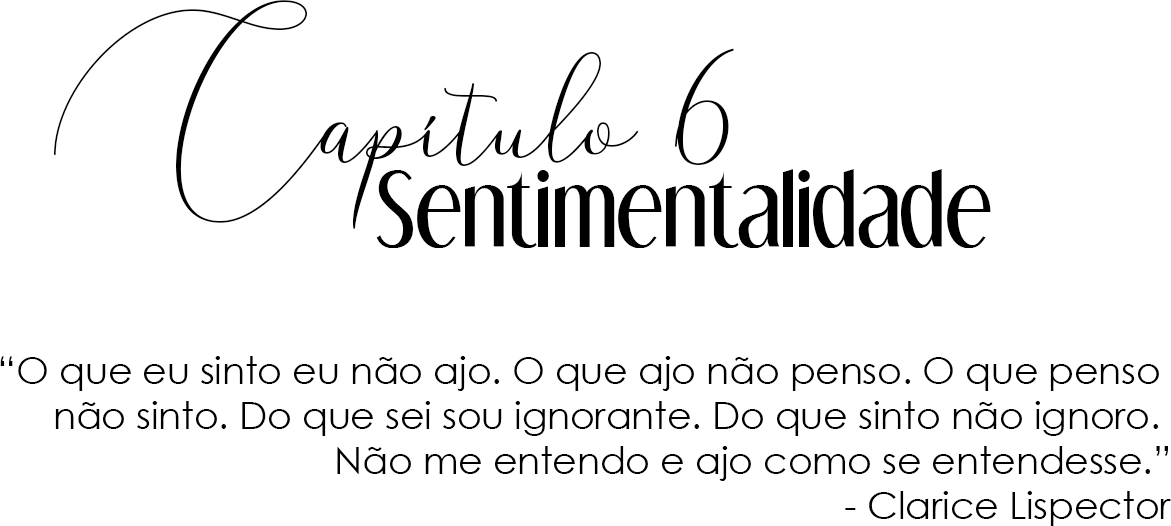 Capítulo 6
Sentimentalidade
“O que eu sinto eu não ajo. O que ajo não penso. O que penso
não sinto. Do que sei sou ignorante. Do que sinto não ignoro.
Não me entendo e ajo como se entendesse.”
- Clarice Lispector